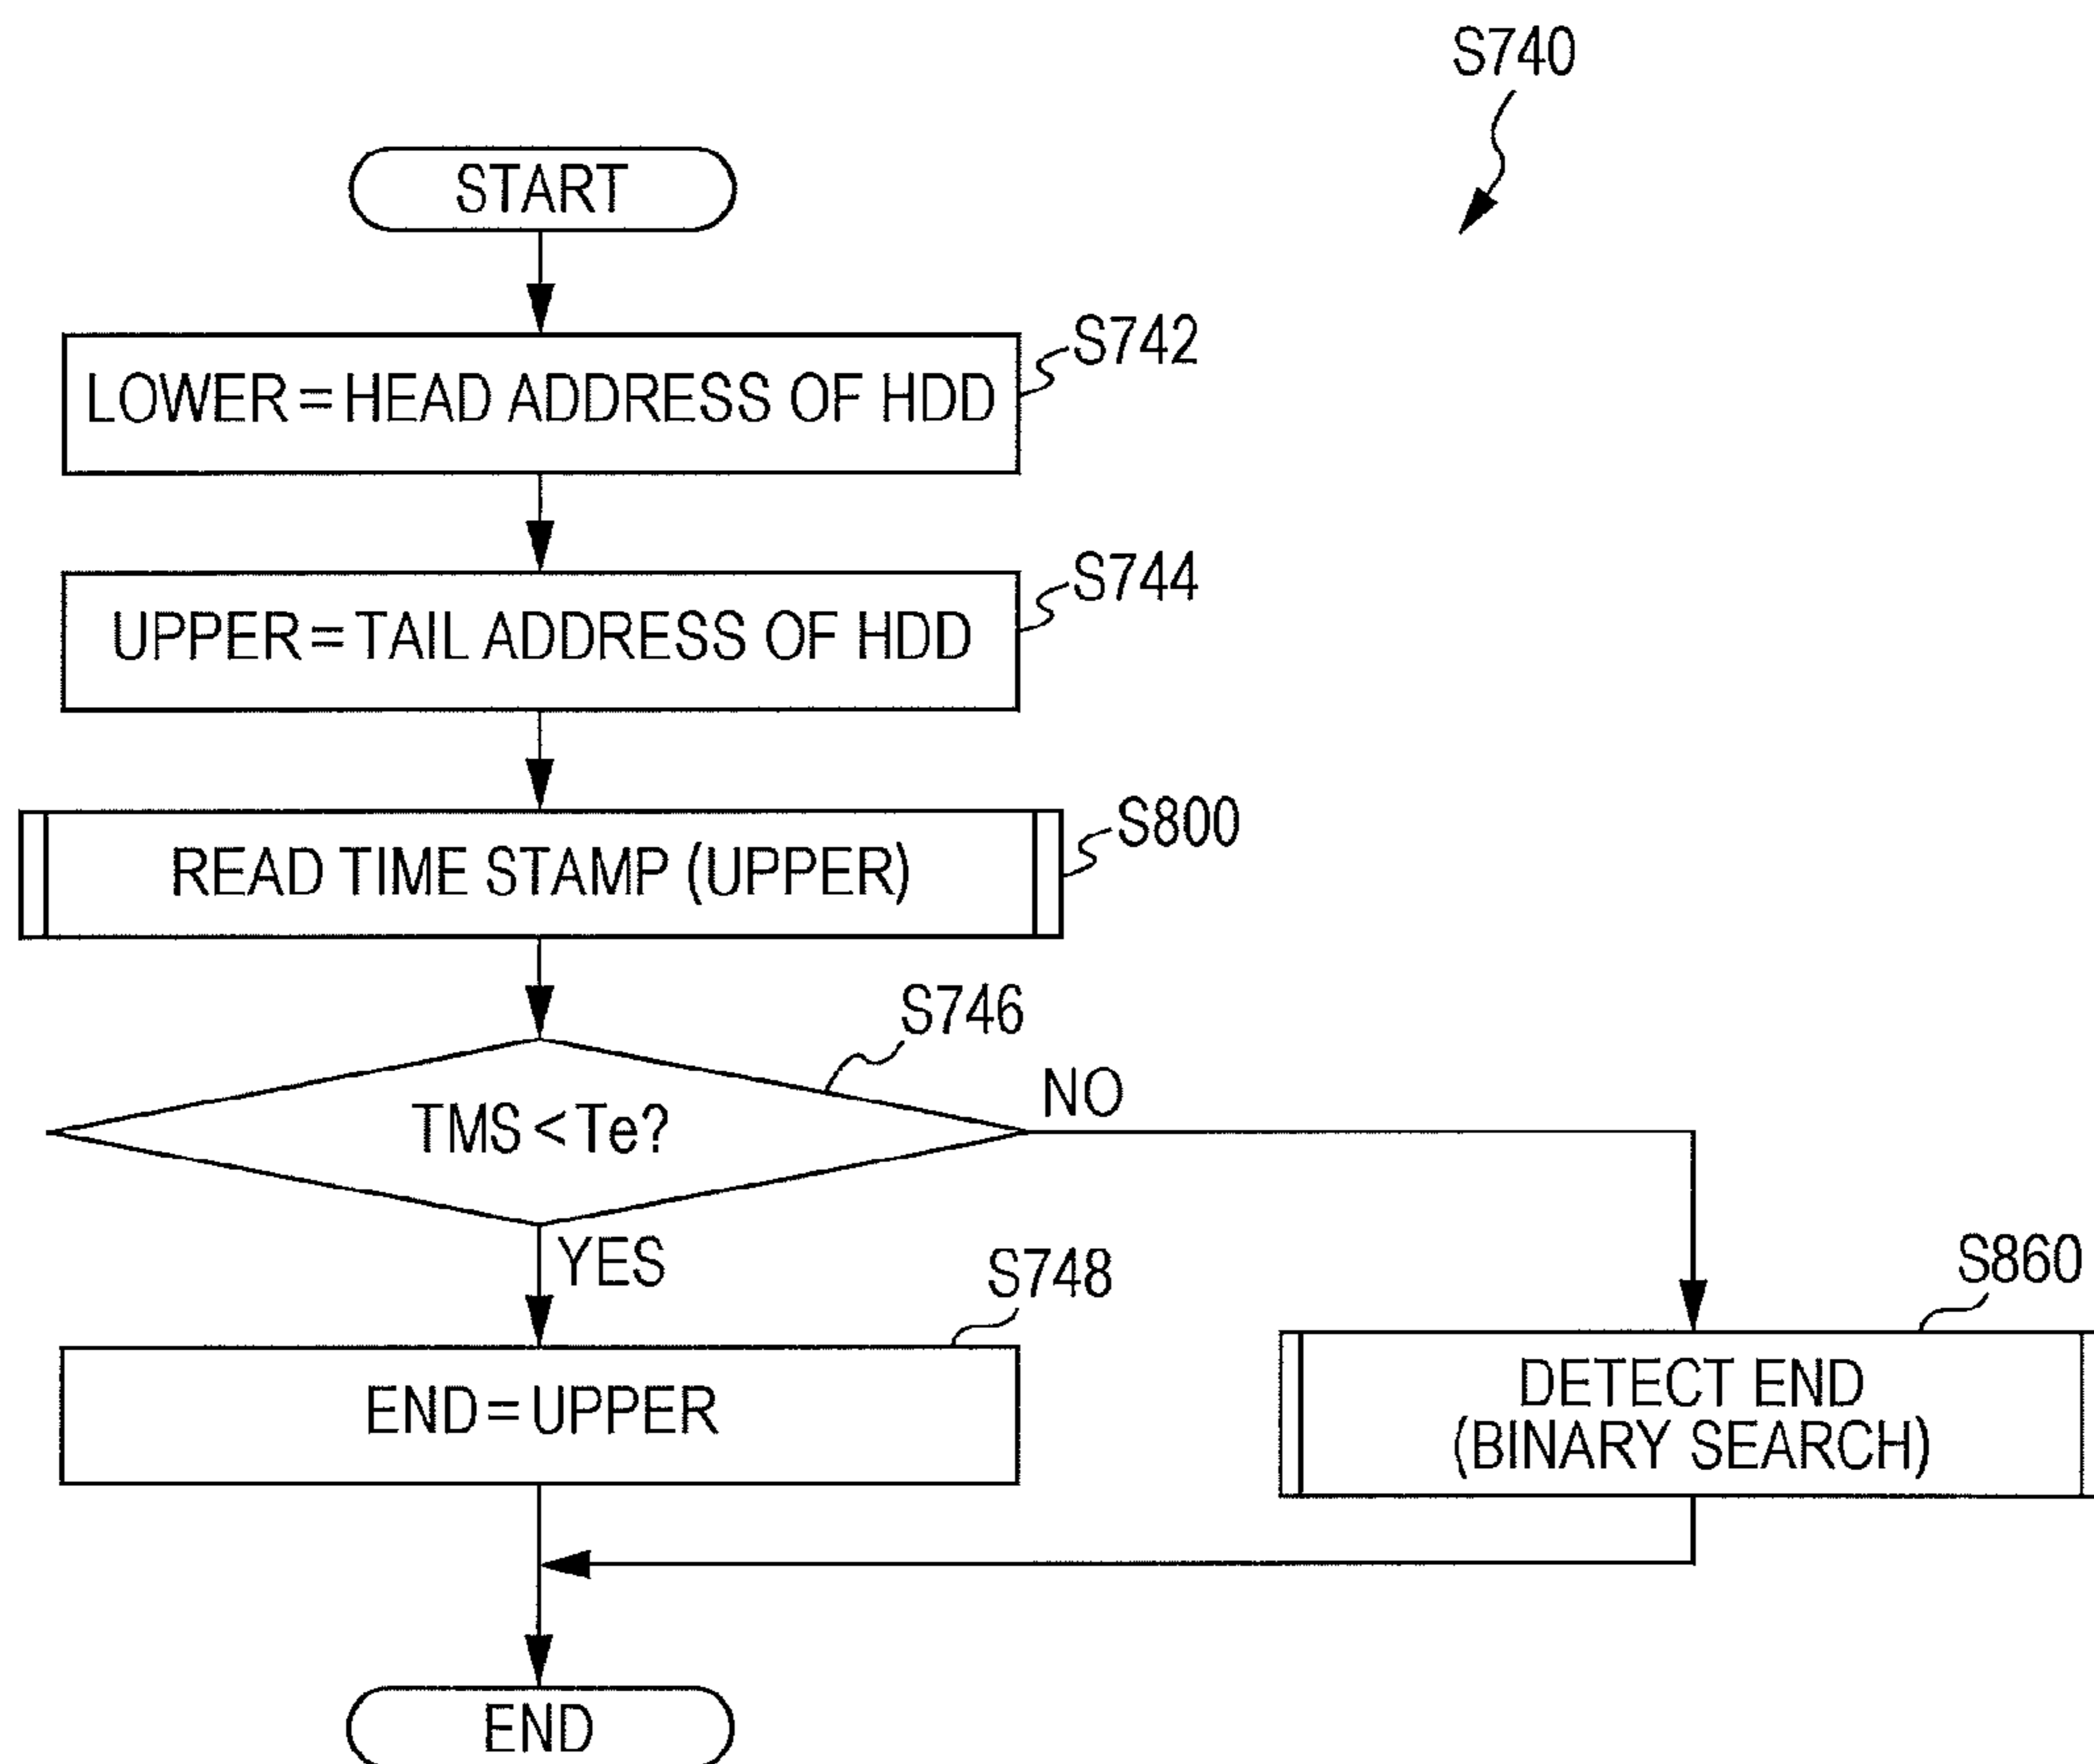 S740
START
S742
LOWER = HEAD ADDRESS OF HDD
S744
UPPER = TAIL ADDRESS OF HDD
S800
READ TIME STAMP (UPPER)
S746
TMS < Te?
NO
YES
S748
END = UPPER
S860
DETECT END
(BINARY SEARCH)
END